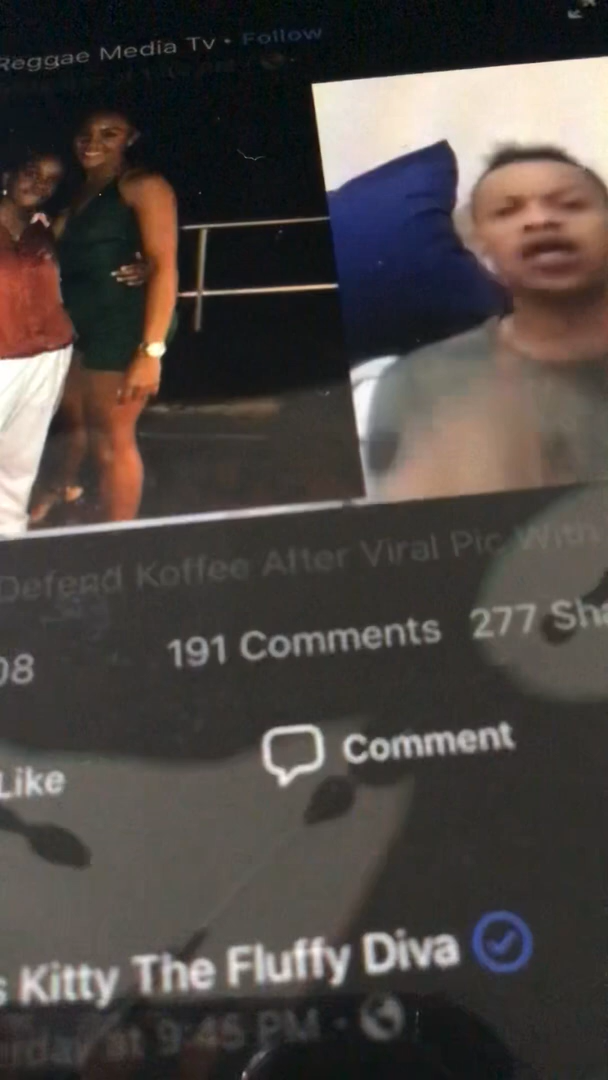 Reggae Media Tv • Follow
Defend Koffee After Viral Pic With
08 191 Comments 277 Sha
Like Comment
s Kitty The Fluffy Diva
rday at 9:45 PM